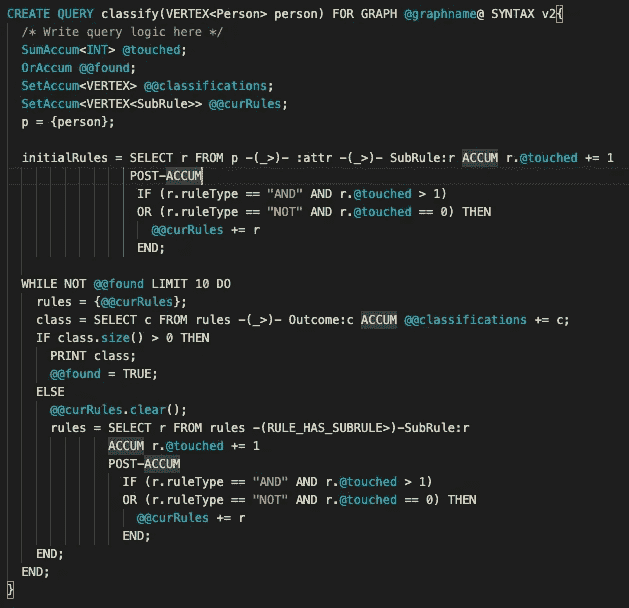 CREATE QUERY classify(VERTEX<Person> person) FOR GRAPH @graphname@ SYNTAX v2{
/* Write query logic here */
SumAccum<INT> @touched;
OrAccum @@found;
SetAccum<VERTEX> @@classifications;
SetAccum<VERTEX<SubRule>> @@curRules;
p = {person};
initialRules = SELECT r FROM p -(_>)- :attr -(_>)- SubRule:r ACCUM r.@touched += 1
POST-ACCUM
IF (r.ruleType == "AND" AND r.@touched > 1)
OR (r.ruleType == "NOT" AND r.@touched == 0) THEN
@@curRules += r
END;
WHILE NOT @@found LIMIT 10 DO
rules = {@@curRules};
class = SELECT c FROM rules -(_>)- Outcome:c ACCUM @@classifications += c;
IF class.size() > 0 THEN
PRINT class;
@@found = TRUE;
ELSE
@@curRules.clear();
rules = SELECT r FROM rules -(RULE_HAS_SUBRULE>)-SubRule:r
ACCUM r.@touched += 1
POST-ACCUM
IF (r.ruleType == "AND" AND r.@touched > 1)
OR (r.ruleType == "NOT" AND r.@touched == 0) THEN
@@curRules += r
END;
END;
END;
}